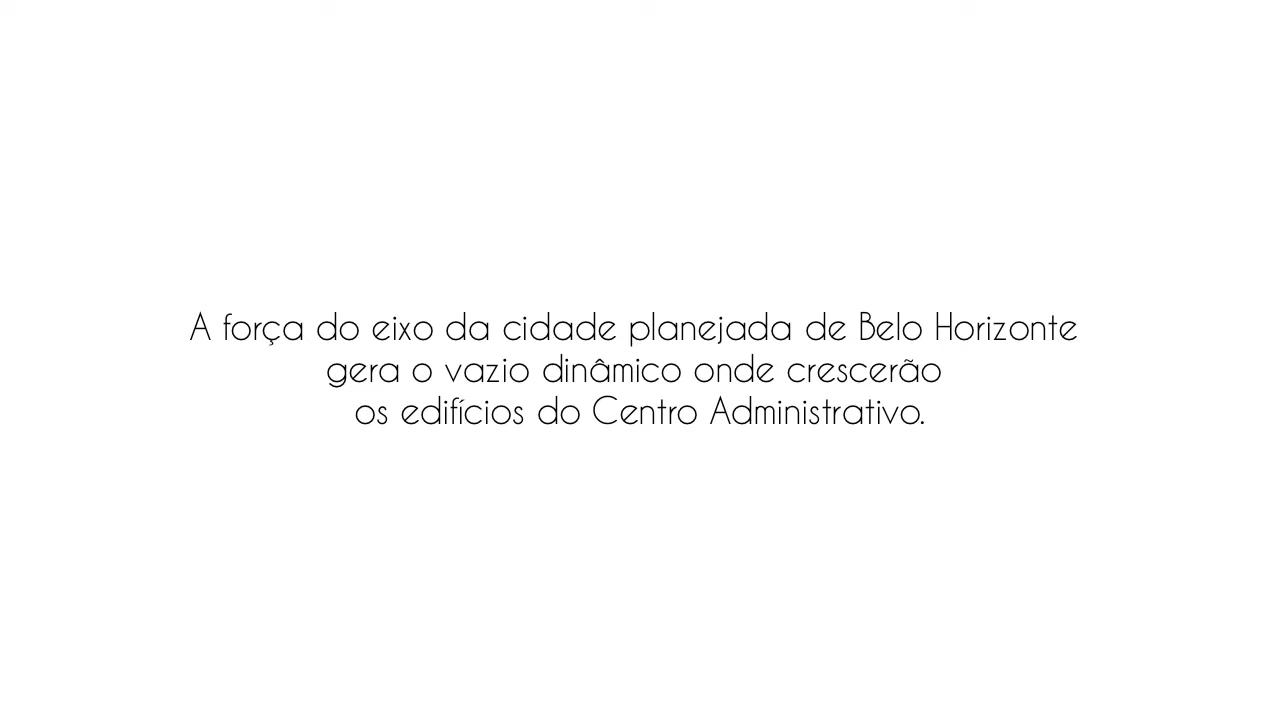 A força do eixo da cidade planejada de Belo Horizonte
gera o vazio dinâmico onde crescerão
os edifícios do Centro Administrativo.